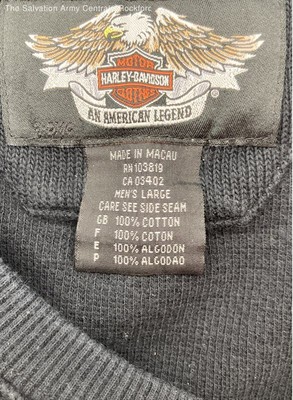 The Salvation Army Central, Rockford
MOTOR
HARLEY-DAVIDSON
CLOTHES
®
AN AMERICAN LEGEND
MADE IN MACAU
RN 103819
CA 03402
MEN'S LARGE
CARE SEE SIDE SEAM
GB 100% COTTON
F 100% COTON
E 100% ALGODON
P 100% ALGODAO